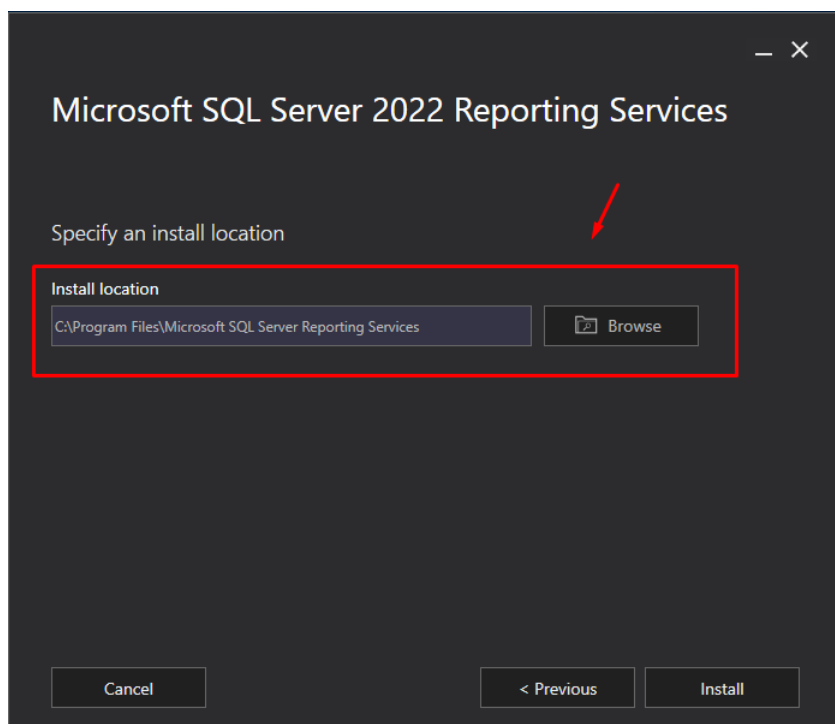 Microsoft SQL Server 2022 Reporting Services
Specify an install location
Install location
C:\Program Files\Microsoft SQL Server Reporting Services
Browse
Cancel
< Previous
Install